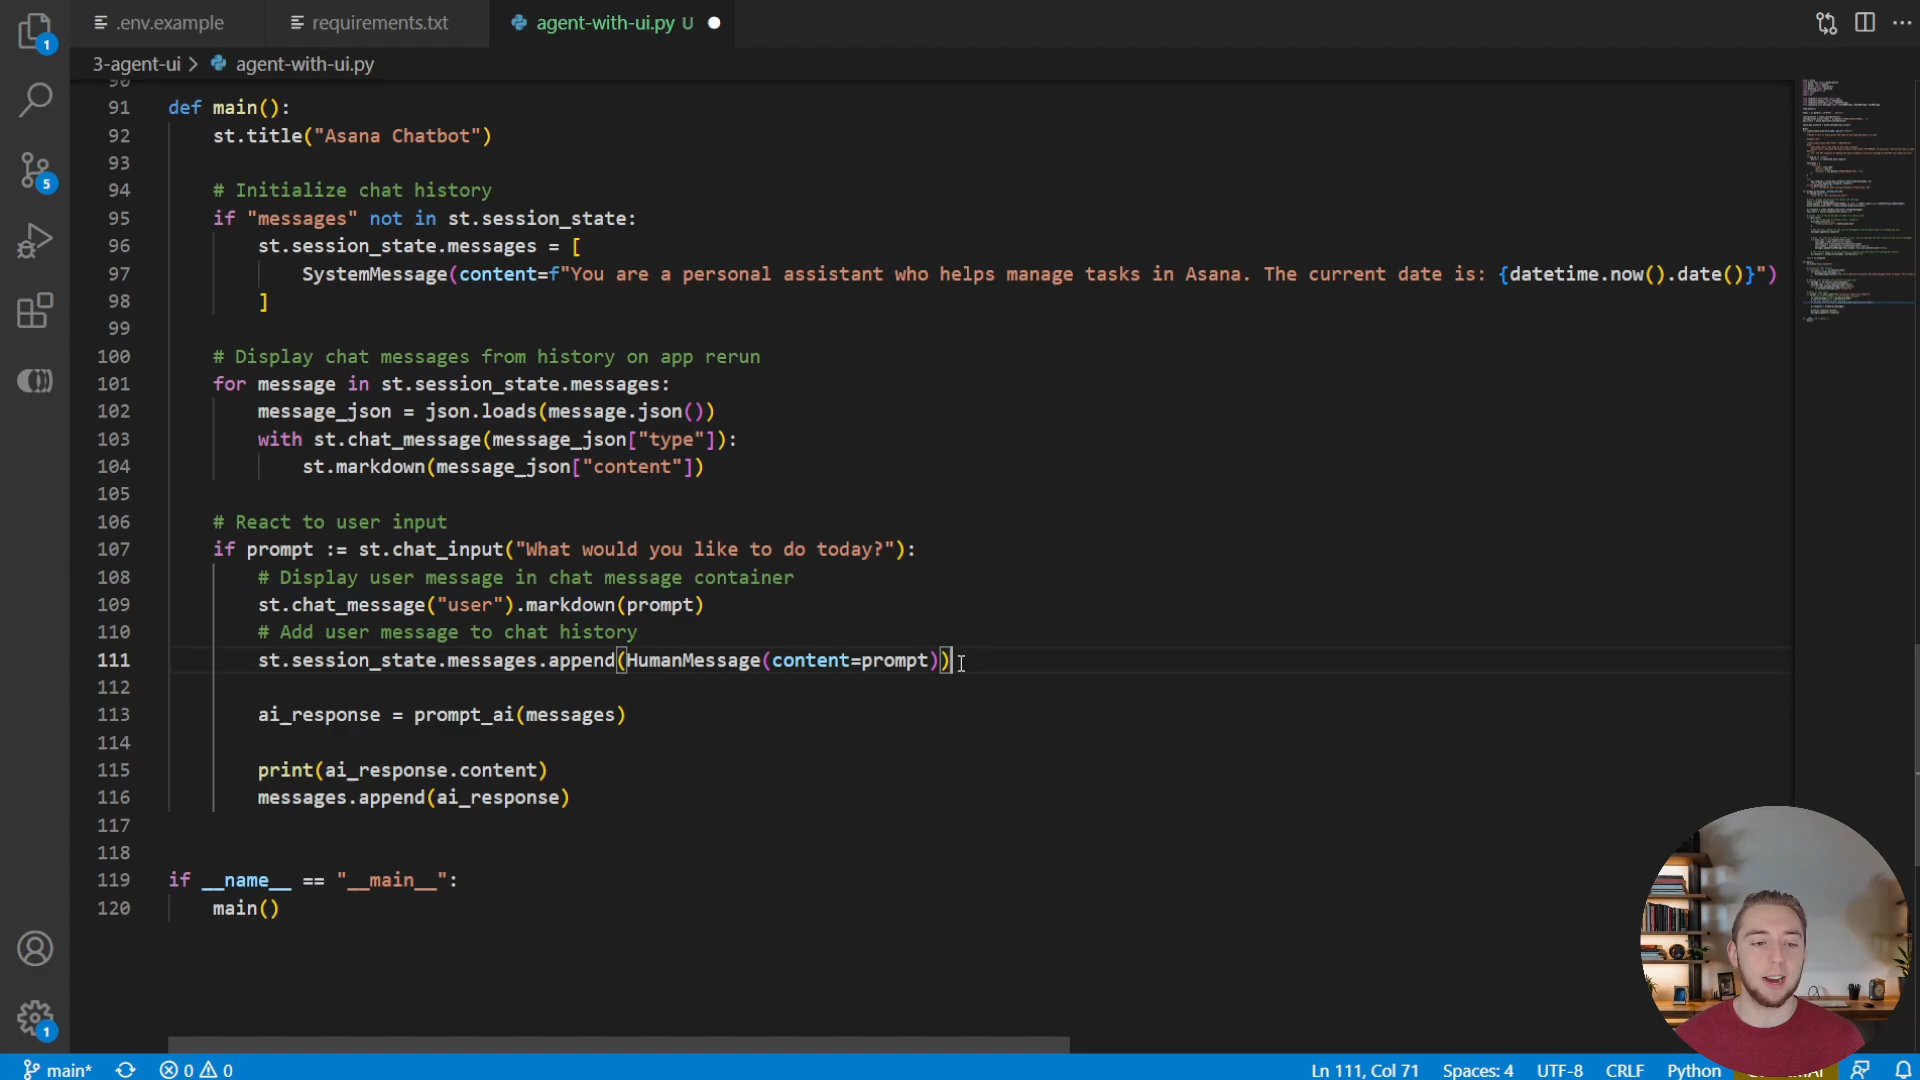 .env.example
requirements.txt
agent-with-ui.py U
3-agent-ui
agent-with-ui.py
1
5
1
90
91 def main():
92 st.title("Asana Chatbot")
93
94 # Initialize chat history
95 if "messages" not in st.session_state:
96 st.session_state.messages = [
97 SystemMessage(content=f"You are a personal assistant who helps manage tasks in Asana. The current date is: {datetime.now().date()}")
98 ]
99
100 # Display chat messages from history on app rerun
101 for message in st.session_state.messages:
102 message_json = json.loads(message.json())
103 with st.chat_message(message_json["type"]):
104 st.markdown(message_json["content"])
105
106 # React to user input
107 if prompt := st.chat_input("What would you like to do today?"):
108 # Display user message in chat message container
109 st.chat_message("user").markdown(prompt)
110 # Add user message to chat history
111 st.session_state.messages.append(HumanMessage(content=prompt))
112
113 ai_response = prompt_ai(messages)
114
115 print(ai_response.content)
116 messages.append(ai_response)
117
118
119 if __name__ == "__main__":
120 main()
main* 0 0 Ln 111, Col 71 Spaces: 4 UTF-8 CRLF Python